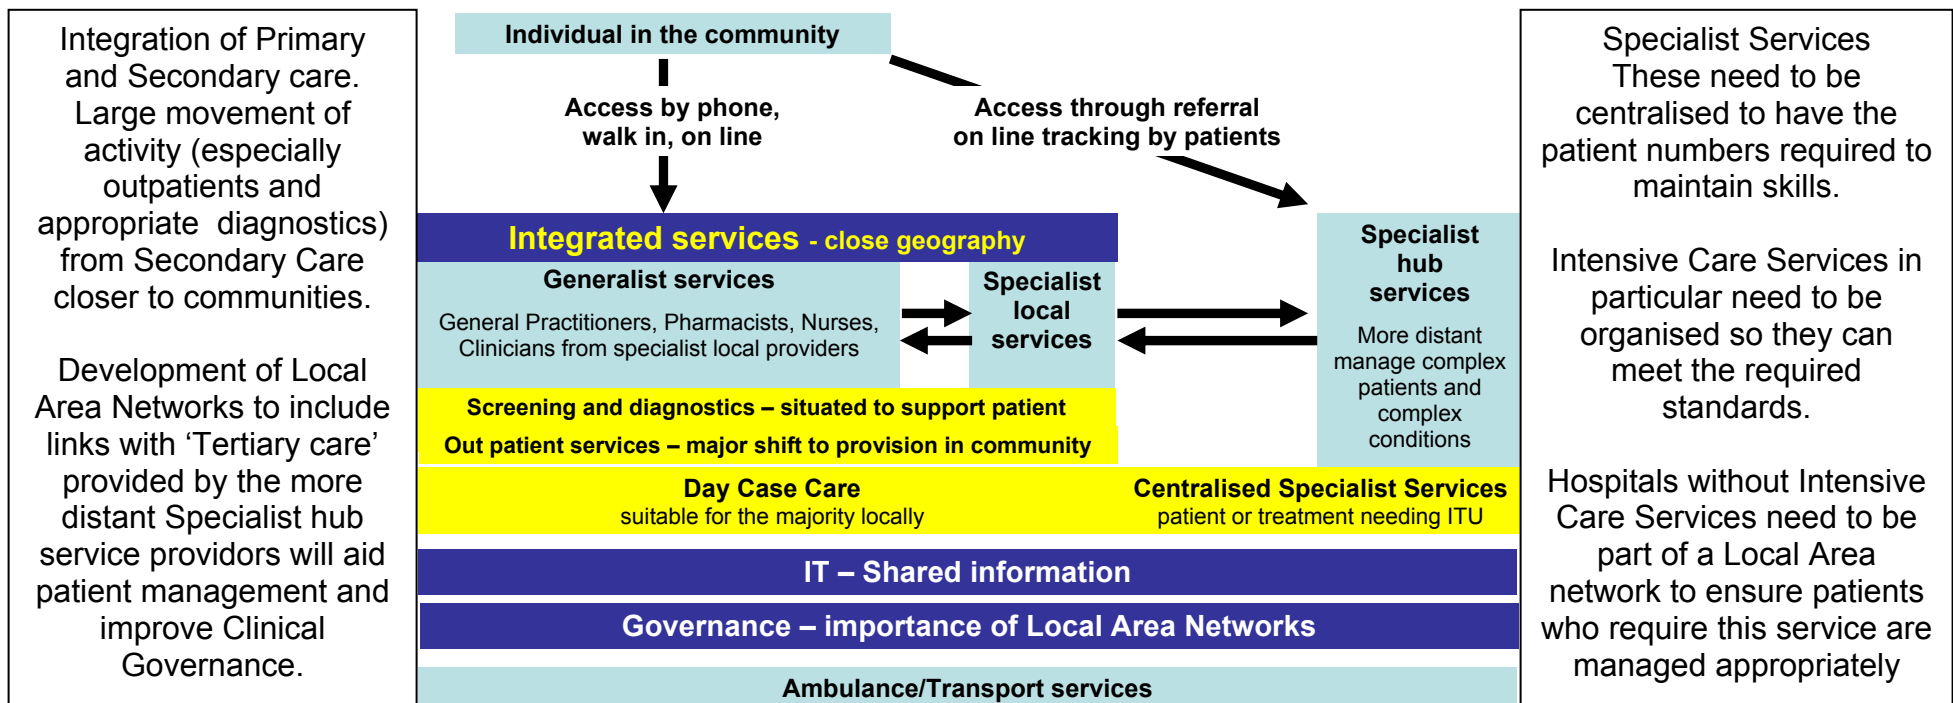 Integration of Primary
and Secondary care.
Large movement of
activity (especially
outpatients and
appropriate diagnostics)
from Secondary Care
closer to communities.
Development of Local
Area Networks to include
links with ‘Tertiary care’
provided by the more
distant Specialist hub
service providors will aid
patient management and
improve Clinical
Governance.
Individual in the community
Access by phone,
walk in, on line
Access through referral
on line tracking by patients
Integrated services - close geography
Generalist services
General Practitioners, Pharmacists, Nurses,
Clinicians from specialist local providers
Specialist
local
services
Specialist
hub
services
More distant
manage complex
patients and
complex
conditions
Screening and diagnostics – situated to support patient
Out patient services – major shift to provision in community
Day Case Care
suitable for the majority locally
Centralised Specialist Services
patient or treatment needing ITU
IT – Shared information
Governance – importance of Local Area Networks
Ambulance/Transport services
Specialist Services
These need to be
centralised to have the
patient numbers required to
maintain skills.
Intensive Care Services in
particular need to be
organised so they can
meet the required
standards.
Hospitals without Intensive
Care Services need to be
part of a Local Area
network to ensure patients
who require this service are
managed appropriately